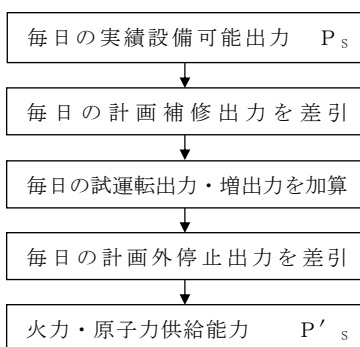 毎日の実績設備可能出力 Pₛ
毎日の計画補修出力を差引
毎日の試運転出力・増出力を加算
毎日の計画外停止出力を差引
火力・原子力供給能力 P′ₛ